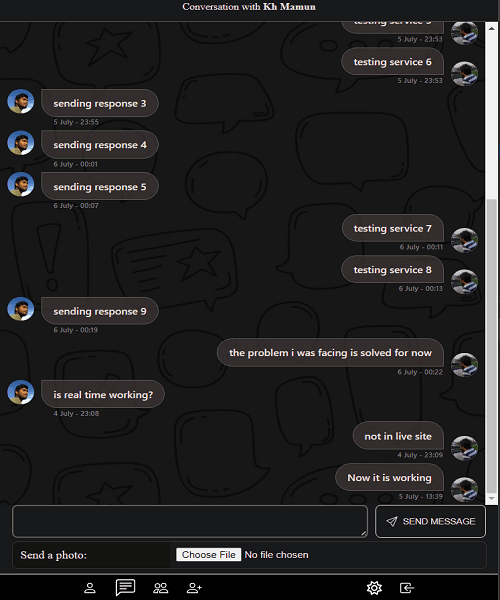 Conversation with Kh Mamun
testing service 5
5 July - 23:53
testing service 6
5 July - 23:53
sending response 3
5 July - 23:55
sending response 4
6 July - 00:01
sending response 5
6 July - 00:07
testing service 7
6 July - 00:11
testing service 8
6 July - 00:13
sending response 9
6 July - 00:19
the problem i was facing is solved for now
6 July - 00:22
is real time working?
4 July - 23:08
not in live site
4 July - 23:09
Now it is working
5 July - 13:39
SEND MESSAGE
Send a photo: Choose File No file chosen